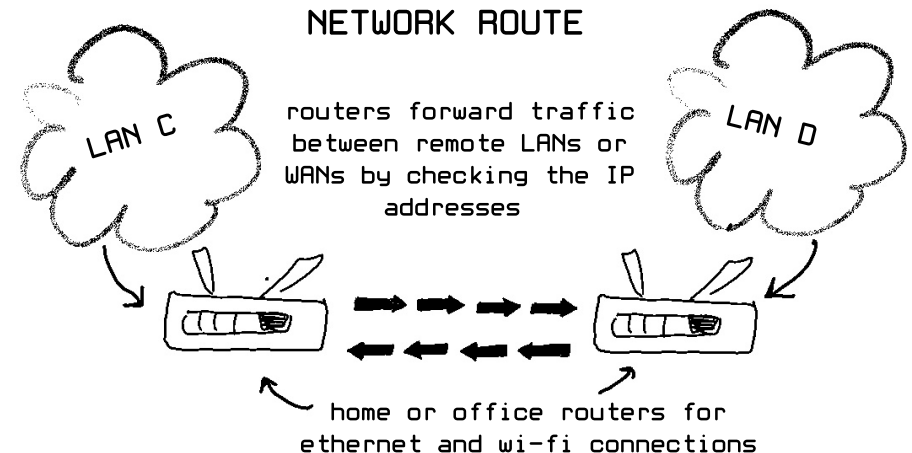 NETWORK ROUTE
LAN C
LAN D
routers forward traffic
between remote LANs or
WANs by checking the IP
addresses
home or office routers for
ethernet and wi-fi connections